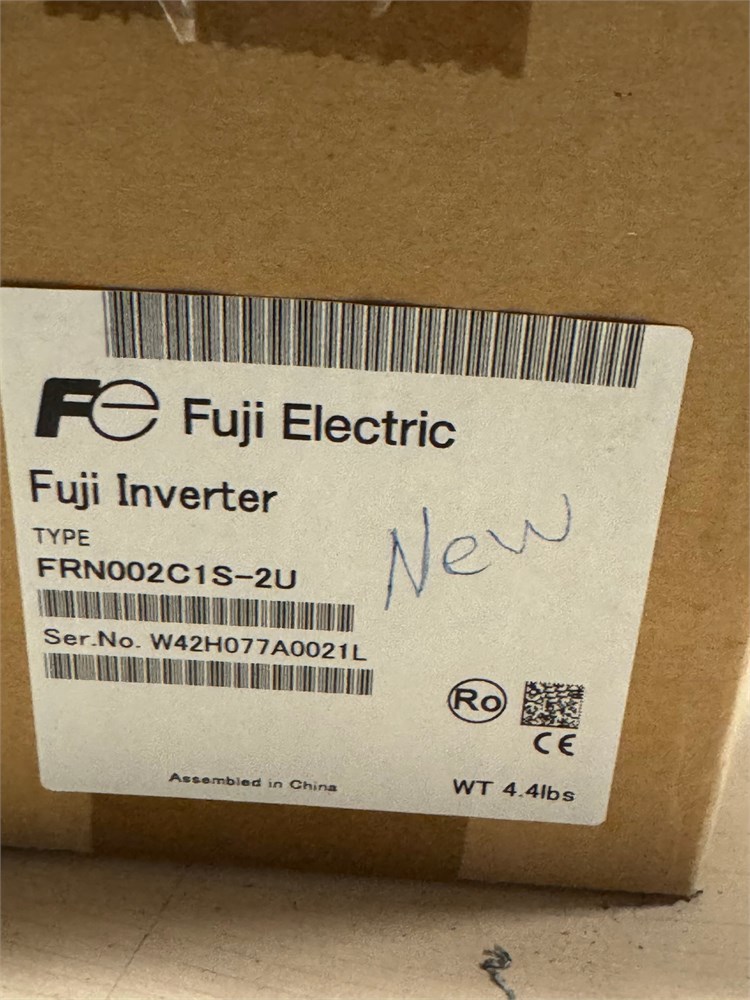 Fe Fuji Electric
Fuji Inverter
New
TYPE
FRN002C1S-2U
Ser.No. W42H077A0021L
Ro
CE
Assembled in China
WT 4.4lbs